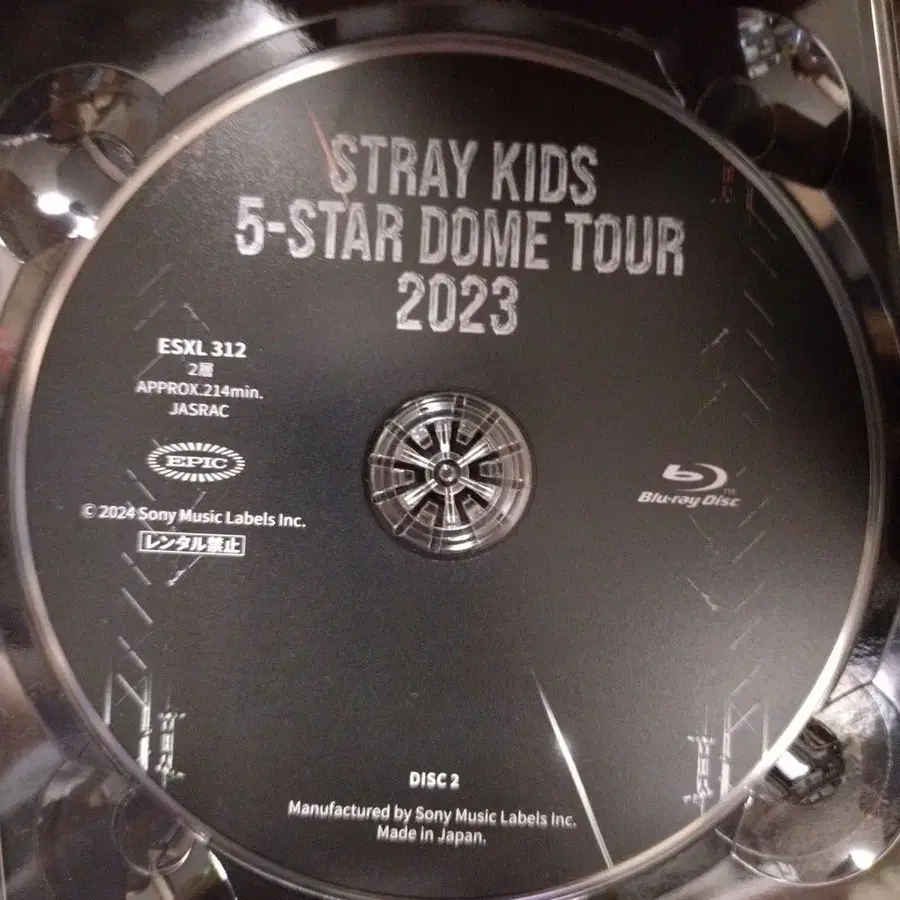 STRAY KIDS
5-STAR DOME TOUR
2023
ESXL 312
2層
APPROX.214min.
JASRAC
EPIC
Blu-ray Disc™
© 2024 Sony Music Labels Inc.
レンタル禁止
DISC 2
Manufactured by Sony Music Labels Inc.
Made in Japan.